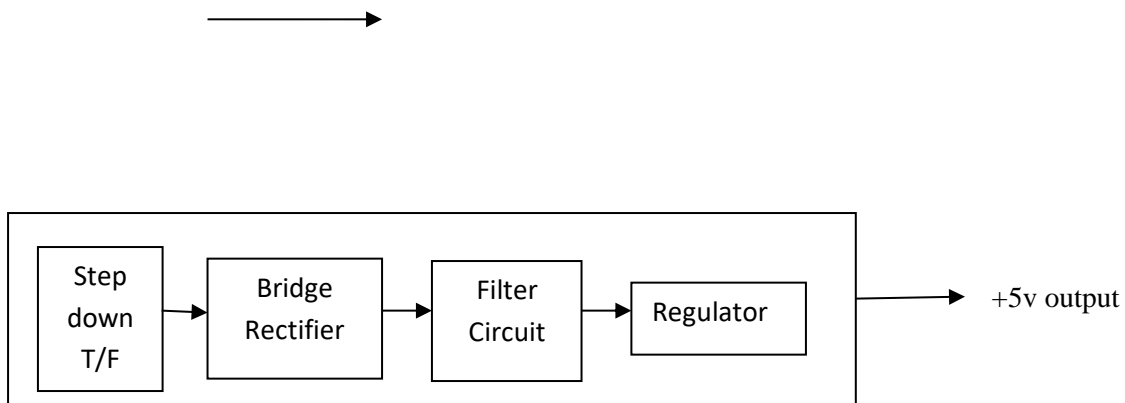 Step
down
T/F
Bridge
Rectifier
Filter
Circuit
Regulator
+5v output